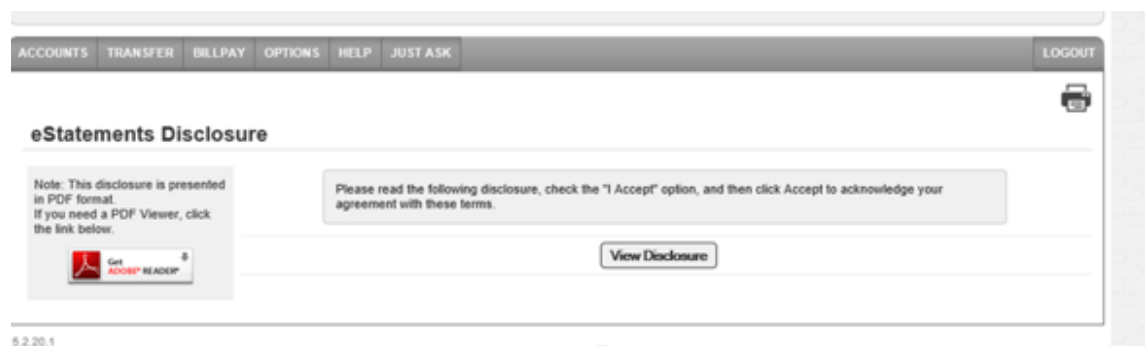 ACCOUNTS TRANSFER BILLPAY OPTIONS HELP JUST ASK LOGOUT
eStatements Disclosure
Note: This disclosure is presented
in PDF format.
If you need a PDF Viewer, click
the link below.
Get
ADOBE® READER®
Please read the following disclosure, check the "I Accept" option, and then click Accept to acknowledge your
agreement with these terms.
View Disclosure
5.2.20.1